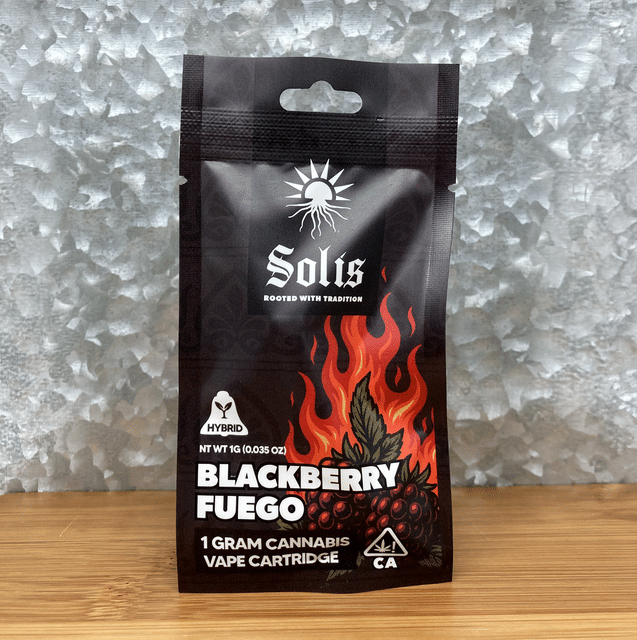 Solis
ROOTED WITH TRADITION
HYBRID
NT WT 1G (0.035 OZ)
BLACKBERRY
FUEGO
1 GRAM CANNABIS
VAPE CARTRIDGE
!
CA